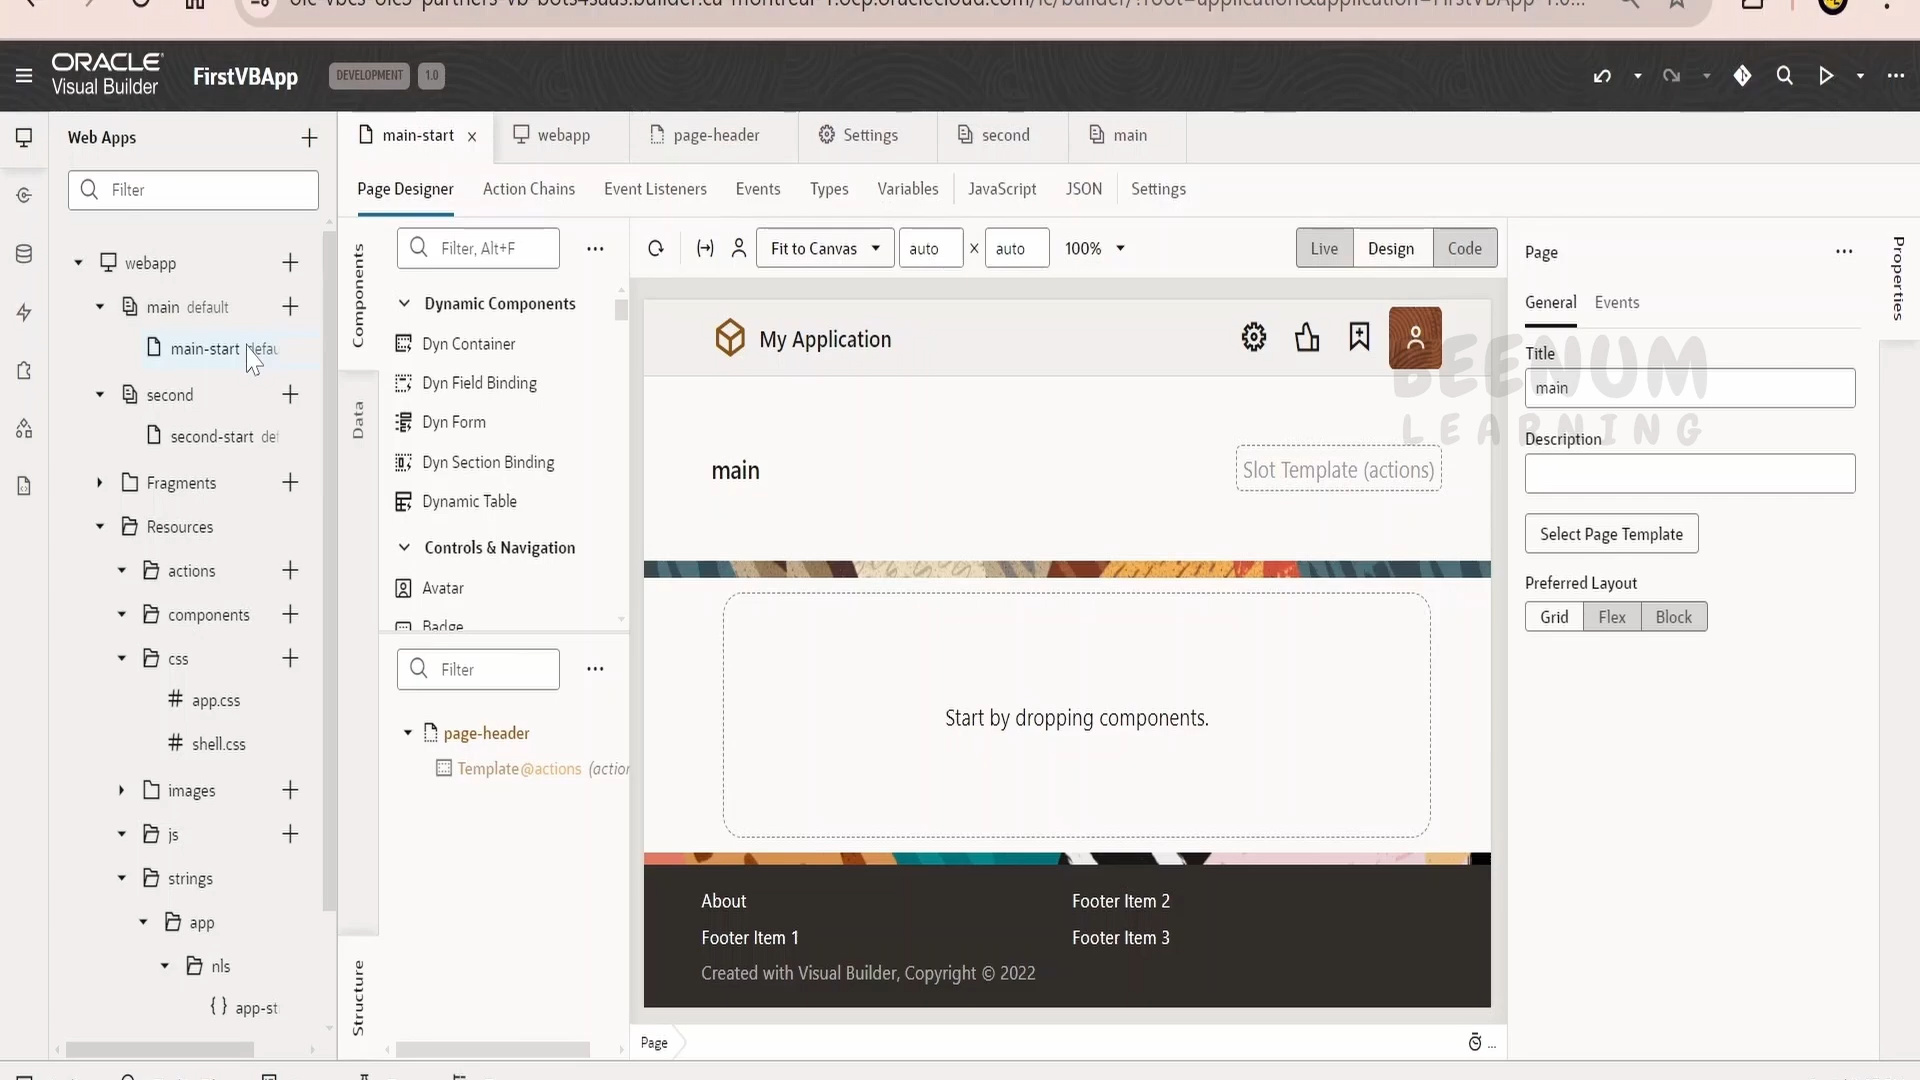 ORACLE
Visual Builder
FirstVBApp
DEVELOPMENT
1.0
Web Apps
Filter
webapp
main default
main-start
second
second-start
Fragments
Resources
actions
components
css
# app.css
# shell.css
images
js
strings
app
nls
{ } app-st
main-start
webapp
page-header
Settings
second
main
Page Designer
Action Chains
Event Listeners
Events
Types
Variables
JavaScript
JSON
Settings
Components
Data
Structure
Filter, Alt+F
Dynamic Components
Dyn Container
Dyn Field Binding
Dyn Form
Dyn Section Binding
Dynamic Table
Controls & Navigation
Avatar
Badge
Filter
page-header
Template@actions (action
Fit to Canvas
auto x auto
100%
Live
Design
Code
My Application
main
Slot Template (actions)
Start by dropping components.
About
Footer Item 2
Footer Item 1
Footer Item 3
Created with Visual Builder, Copyright © 2022
Page
Page
General
Events
Title
main
Description
Select Page Template
Preferred Layout
Grid
Flex
Block
Properties
BEENUM
LEARNING